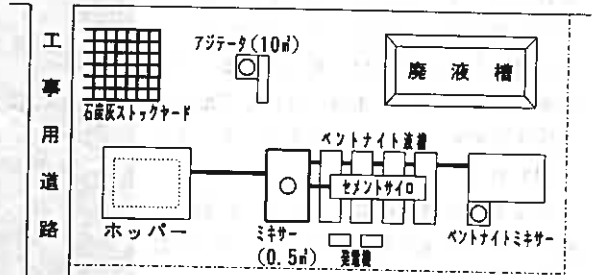 工事用道路
アジテータ(10㎥)
廃液槽
石炭灰ストックヤード
ベントナイト液槽
セメントサイロ
ホッパー
ミキサー
(0.5㎥)
発電機
ベントナイトミキサー